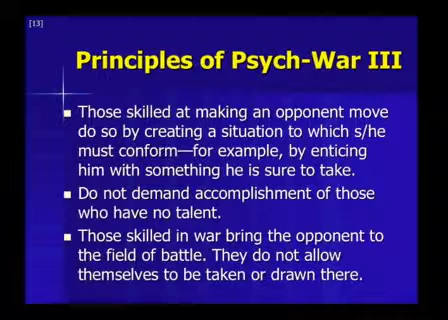 [13]
Principles of Psych-War III
Those skilled at making an opponent move
do so by creating a situation to which s/he
must conform—for example, by enticing
him with something he is sure to take.
Do not demand accomplishment of those
who have no talent.
Those skilled in war bring the opponent to
the field of battle. They do not allow
themselves to be taken or drawn there.